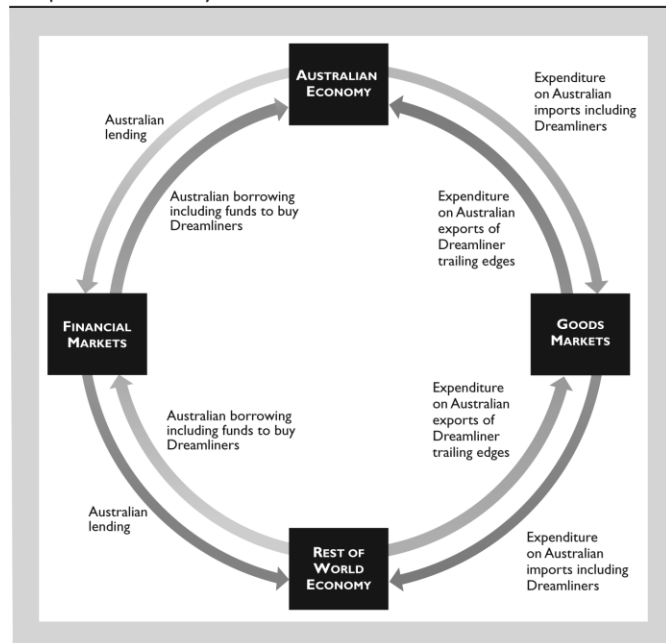 AUSTRALIAN
ECONOMY
Expenditure
on Australian
imports including
Dreamliners
Australian
lending
Australian borrowing
including funds to buy
Dreamliners
Expenditure
on Australian
exports of
Dreamliner
trailing edges
FINANCIAL
MARKETS
GOODS
MARKETS
Australian borrowing
including funds to buy
Dreamliners
Expenditure
on Australian
exports of
Dreamliner
trailing edges
Australian
lending
REST OF
WORLD
ECONOMY
Expenditure
on Australian
imports including
Dreamliners